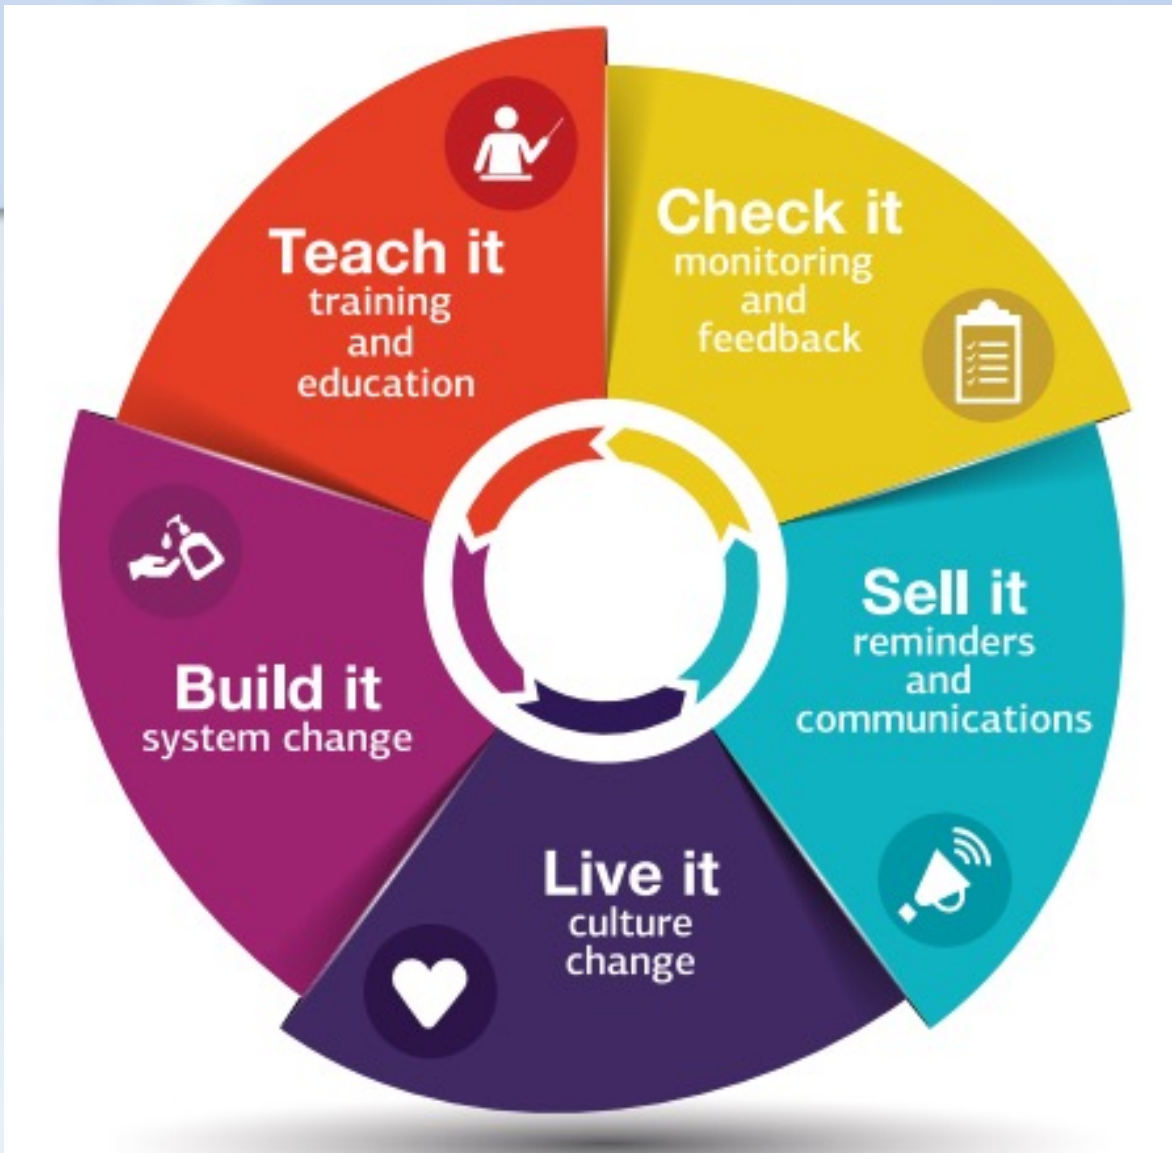 Teach it
training
and
education
Check it
monitoring
and
feedback
Sell it
reminders
and
communications
Live it
culture
change
Build it
system change